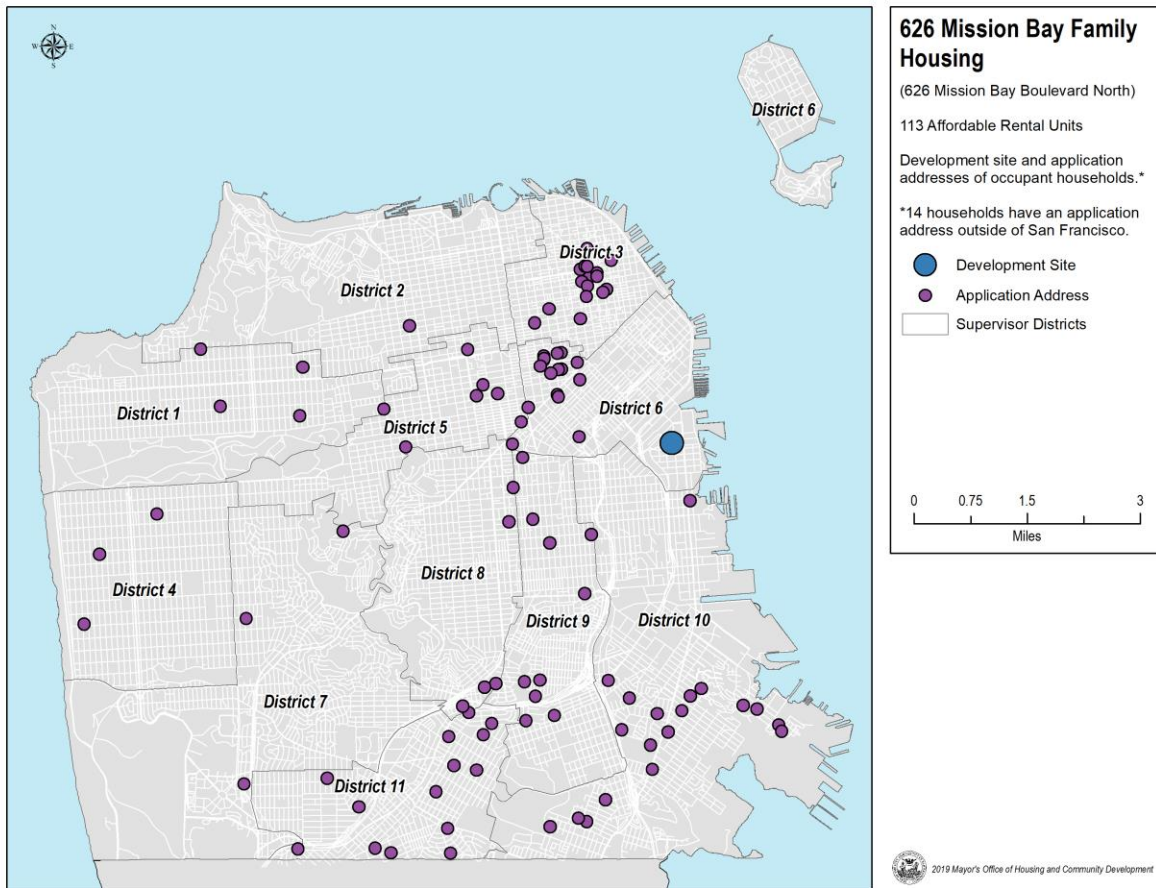 N
W E
S
District 6
District 3
District 2
District 1
District 5
District 6
District 4
District 8
District 9
District 10
District 7
District 11
626 Mission Bay Family
Housing
(626 Mission Bay Boulevard North)
113 Affordable Rental Units
Development site and application
addresses of occupant households.*
*14 households have an application
address outside of San Francisco.
Development Site
Application Address
Supervisor Districts
0 0.75 1.5 3
Miles
2019 Mayor's Office of Housing and Community Development